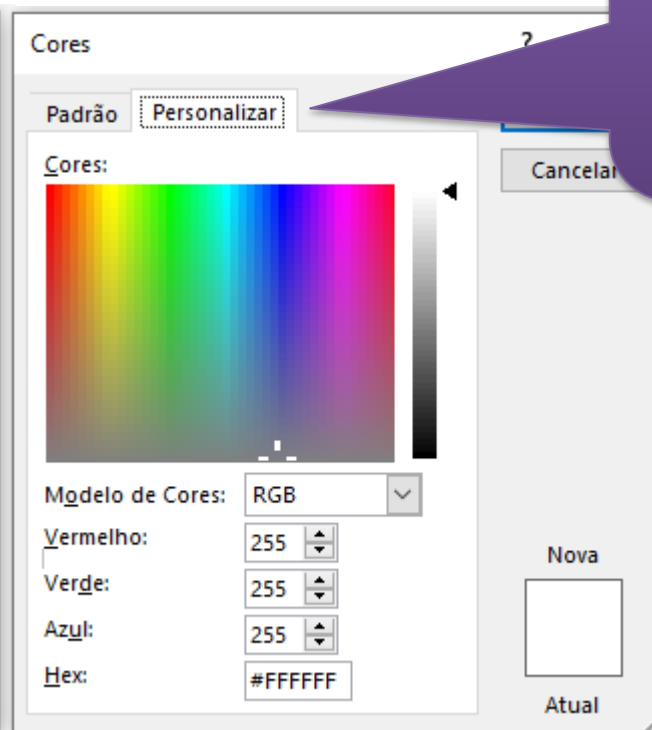 Cores ?
Padrão Personalizar
Cores:
Cancelar
Modelo de Cores: RGB
Vermelho: 255
Verde: 255
Azul: 255
Hex: #FFFFFF
Nova
Atual